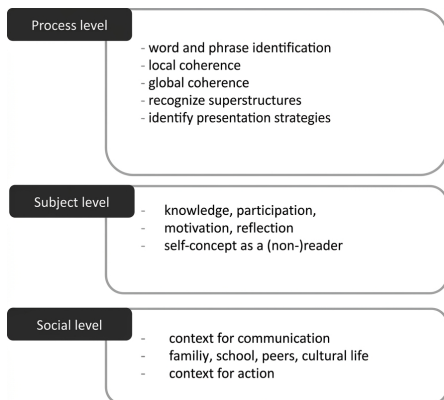 Process level
- word and phrase identification
- local coherence
- global coherence
- recognize superstructures
- identify presentation strategies
Subject level
- knowledge, participation,
- motivation, reflection
- self-concept as a (non-)reader
Social level
- context for communication
- familiy, school, peers, cultural life
- context for action